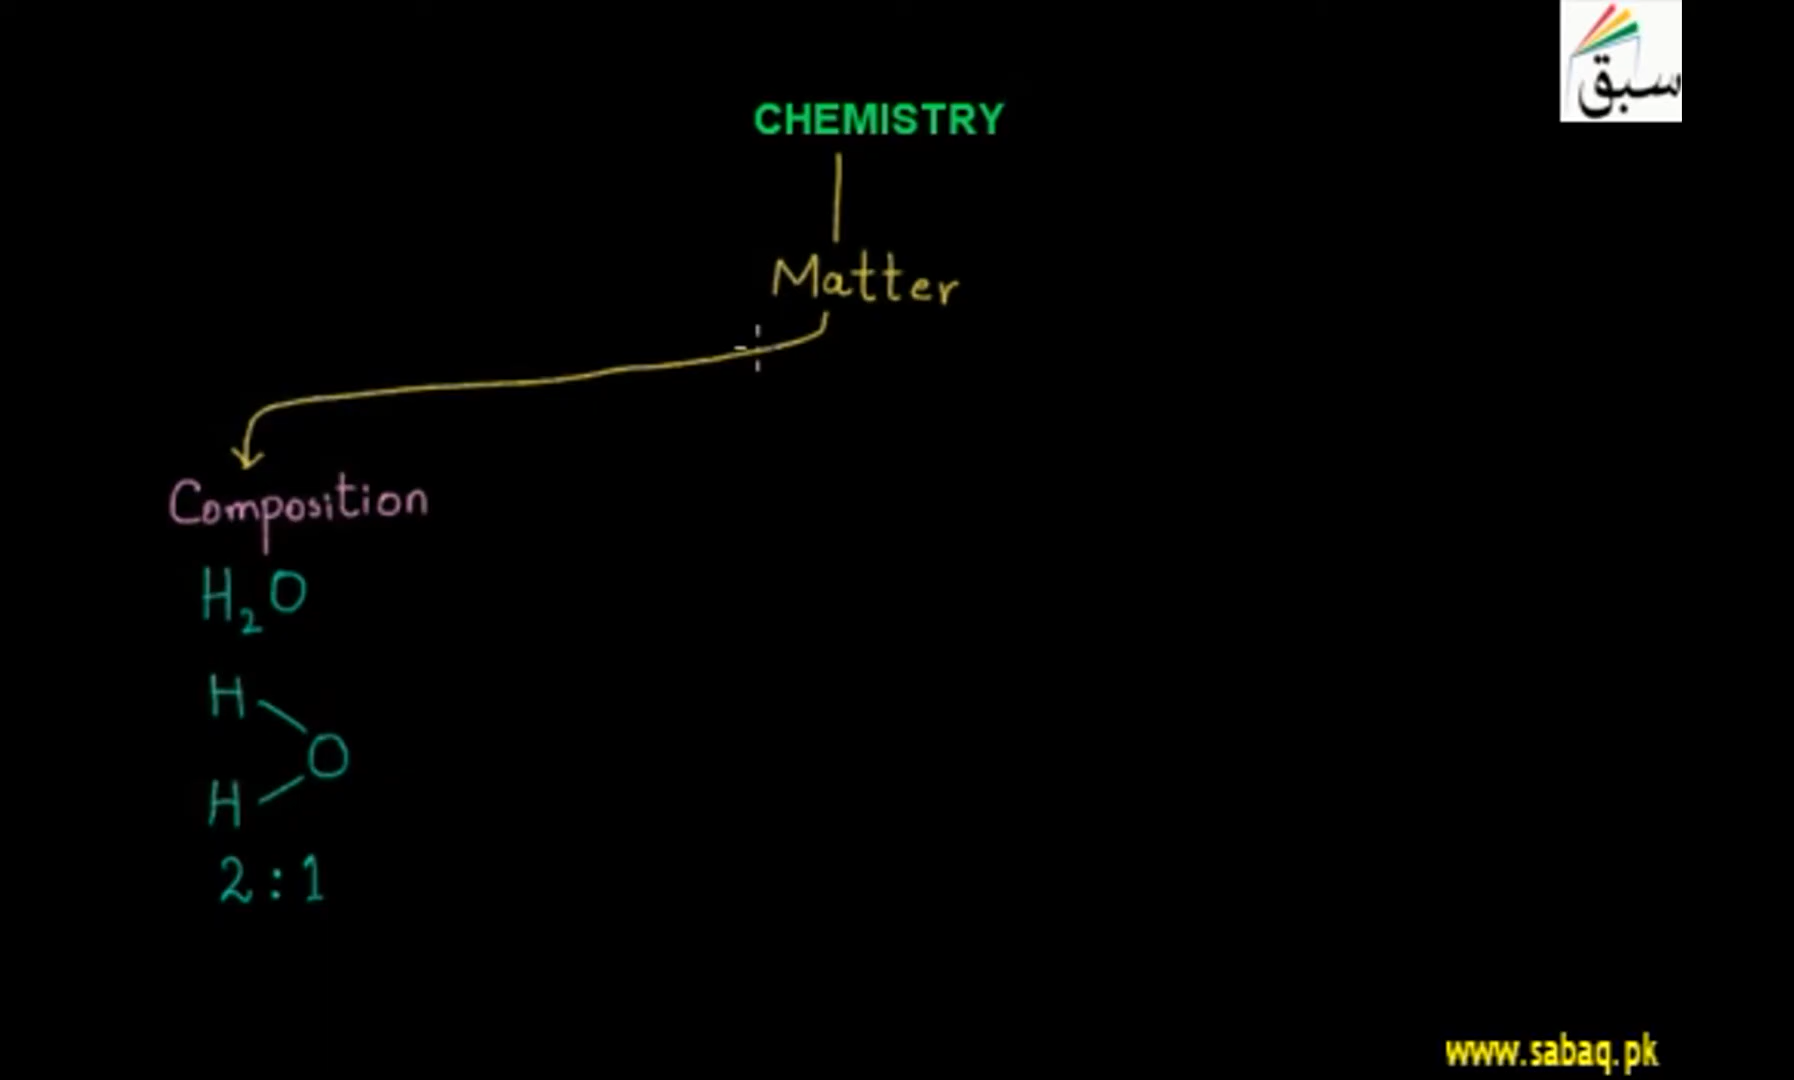 سبق
CHEMISTRY
Matter
Composition
H₂O
H
O
H
2 : 1
www.sabaq.pk